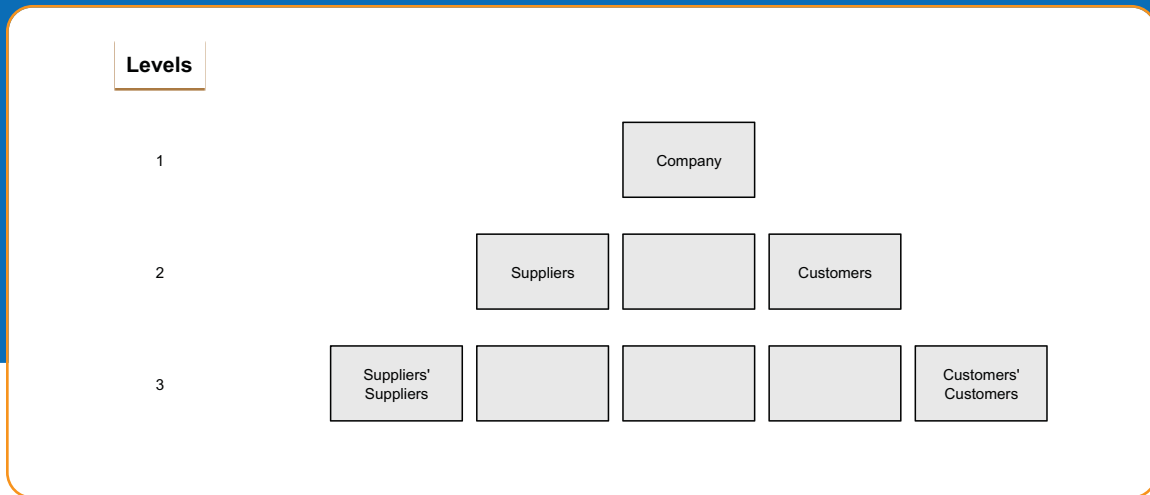 Levels
1
Company
2
Suppliers
Customers
3
Suppliers'
Suppliers
Customers'
Customers